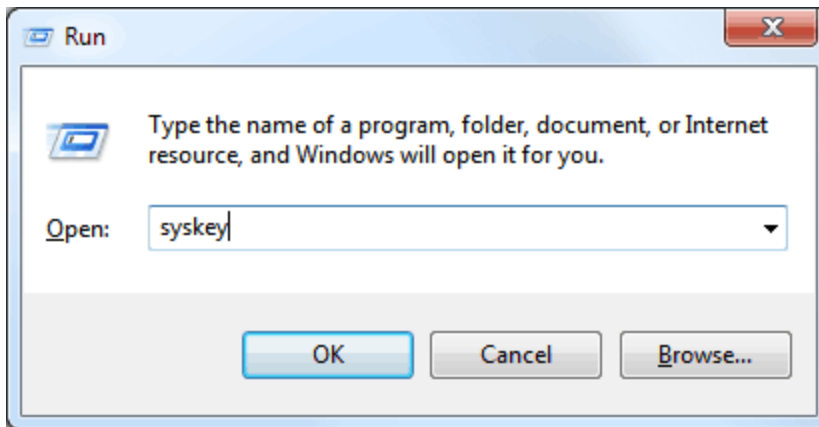 Run
Type the name of a program, folder, document, or Internet
resource, and Windows will open it for you.
Open: syskey
OK Cancel Browse...